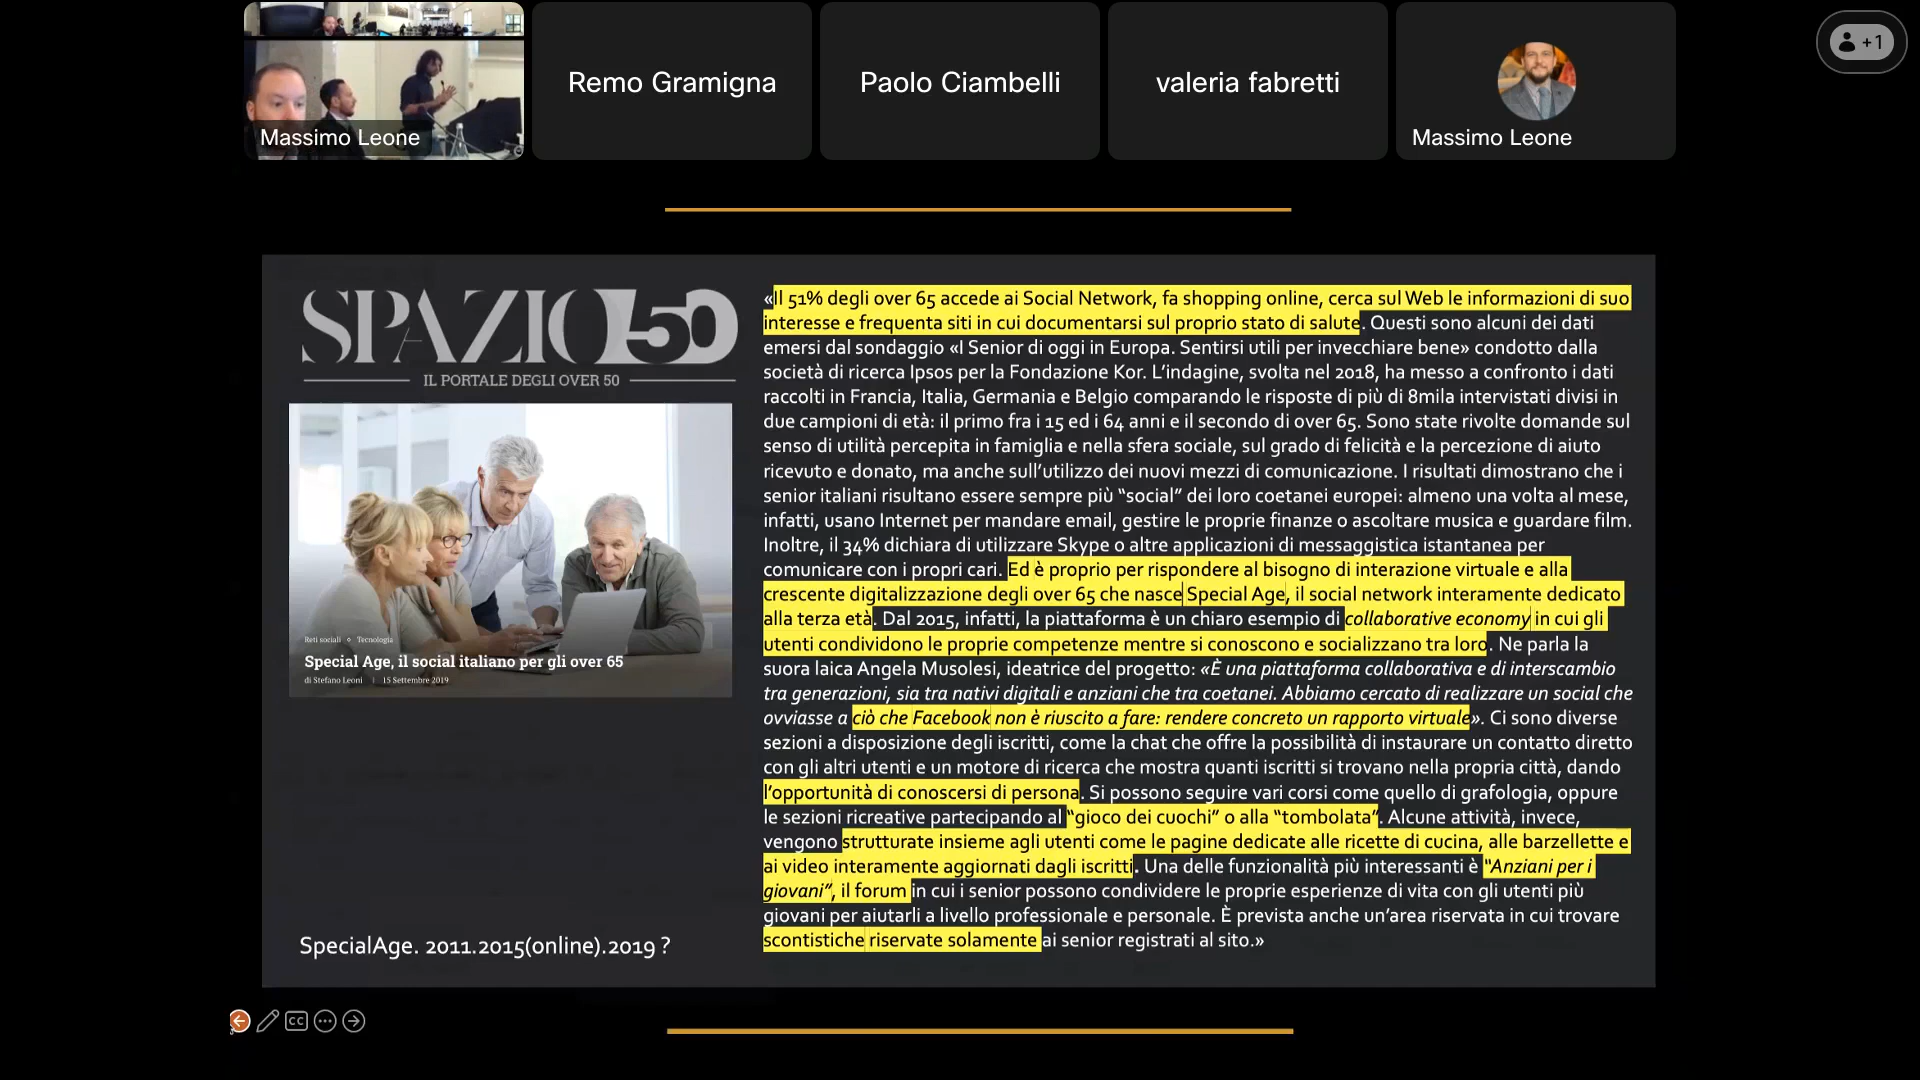 Massimo Leone
Remo Gramigna
Paolo Ciambelli
valeria fabretti
Massimo Leone
+1
SPAZIO50
IL PORTALE DEGLI OVER 50
Reti sociali Tecnologia
Special Age, il social italiano per gli over 65
di Stefano Leoni | 15 Settembre 2019
SpecialAge. 2011.2015(online).2019 ?
«Il 51% degli over 65 accede ai Social Network, fa shopping online, cerca sul Web le informazioni di suo
interesse e frequenta siti in cui documentarsi sul proprio stato di salute. Questi sono alcuni dei dati
emersi dal sondaggio «I Senior di oggi in Europa. Sentirsi utili per invecchiare bene» condotto dalla
società di ricerca Ipsos per la Fondazione Kor. L'indagine, svolta nel 2018, ha messo a confronto i dati
raccolti in Francia, Italia, Germania e Belgio comparando le risposte di più di 8mila intervistati divisi in
due campioni di età: il primo fra i 15 ed i 64 anni e il secondo di over 65. Sono state rivolte domande sul
senso di utilità percepita in famiglia e nella sfera sociale, sul grado di felicità e la percezione di aiuto
ricevuto e donato, ma anche sull'utilizzo dei nuovi mezzi di comunicazione. I risultati dimostrano che i
senior italiani risultano essere sempre più "social" dei loro coetanei europei: almeno una volta al mese,
infatti, usano Internet per mandare email, gestire le proprie finanze o ascoltare musica e guardare film.
Inoltre, il 34% dichiara di utilizzare Skype o altre applicazioni di messaggistica istantanea per
comunicare con i propri cari. Ed è proprio per rispondere al bisogno di interazione virtuale e alla
crescente digitalizzazione degli over 65 che nasce Special Age, il social network interamente dedicato
alla terza età. Dal 2015, infatti, la piattaforma è un chiaro esempio di collaborative economy in cui gli
utenti condividono le proprie competenze mentre si conoscono e socializzano tra loro. Ne parla la
suora laica Angela Musolesi, ideatrice del progetto: «È una piattaforma collaborativa e di interscambio
tra generazioni, sia tra nativi digitali e anziani che tra coetanei. Abbiamo cercato di realizzare un social che
ovviasse a ciò che Facebook non è riuscito a fare: rendere concreto un rapporto virtuale». Ci sono diverse
sezioni a disposizione degli iscritti, come la chat che offre la possibilità di instaurare un contatto diretto
con gli altri utenti e un motore di ricerca che mostra quanti iscritti si trovano nella propria città, dando
l'opportunità di conoscersi di persona. Si possono seguire vari corsi come quello di grafologia, oppure
le sezioni ricreative partecipando al "gioco dei cuochi" o alla "tombolata". Alcune attività, invece,
vengono strutturate insieme agli utenti come le pagine dedicate alle ricette di cucina, alle barzellette e
ai video interamente aggiornati dagli iscritti. Una delle funzionalità più interessanti è "Anziani per i
giovani", il forum in cui i senior possono condividere le proprie esperienze di vita con gli utenti più
giovani per aiutarli a livello professionale e personale. È prevista anche un'area riservata in cui trovare
scontistiche riservate solamente ai senior registrati al sito.»
CC